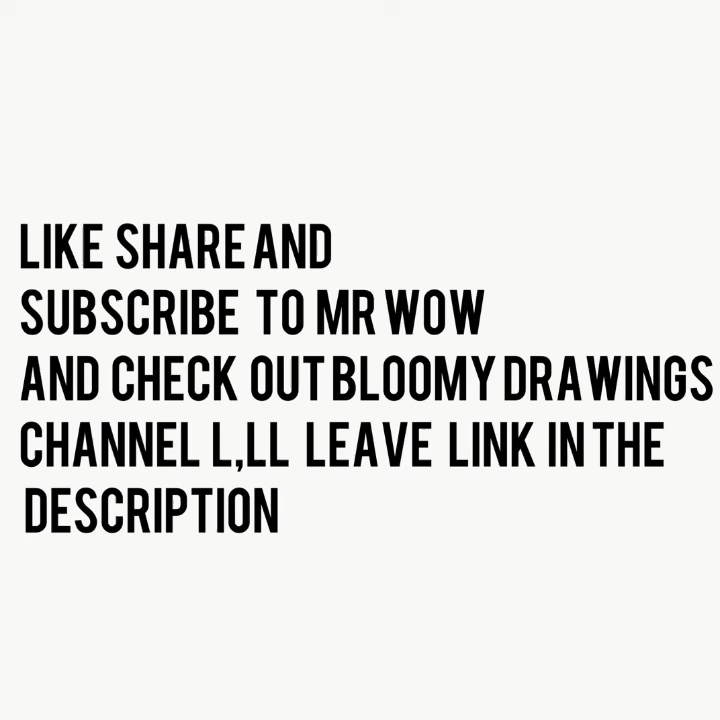 LIKE SHARE AND
SUBSCRIBE TO MR WOW
AND CHECK OUT BLOOMY DRAWINGS
CHANNEL L,LL LEAVE LINK IN THE
DESCRIPTION